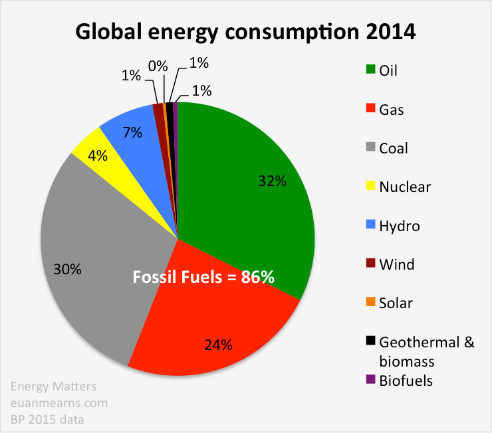 Global energy consumption 2014
1%
0%
1%
1%
7%
4%
32%
30%
Fossil Fuels = 86%
24%
Oil
Gas
Coal
Nuclear
Hydro
Wind
Solar
Geothermal &
biomass
Biofuels
Energy Matters
euanmearns.com
BP 2015 data